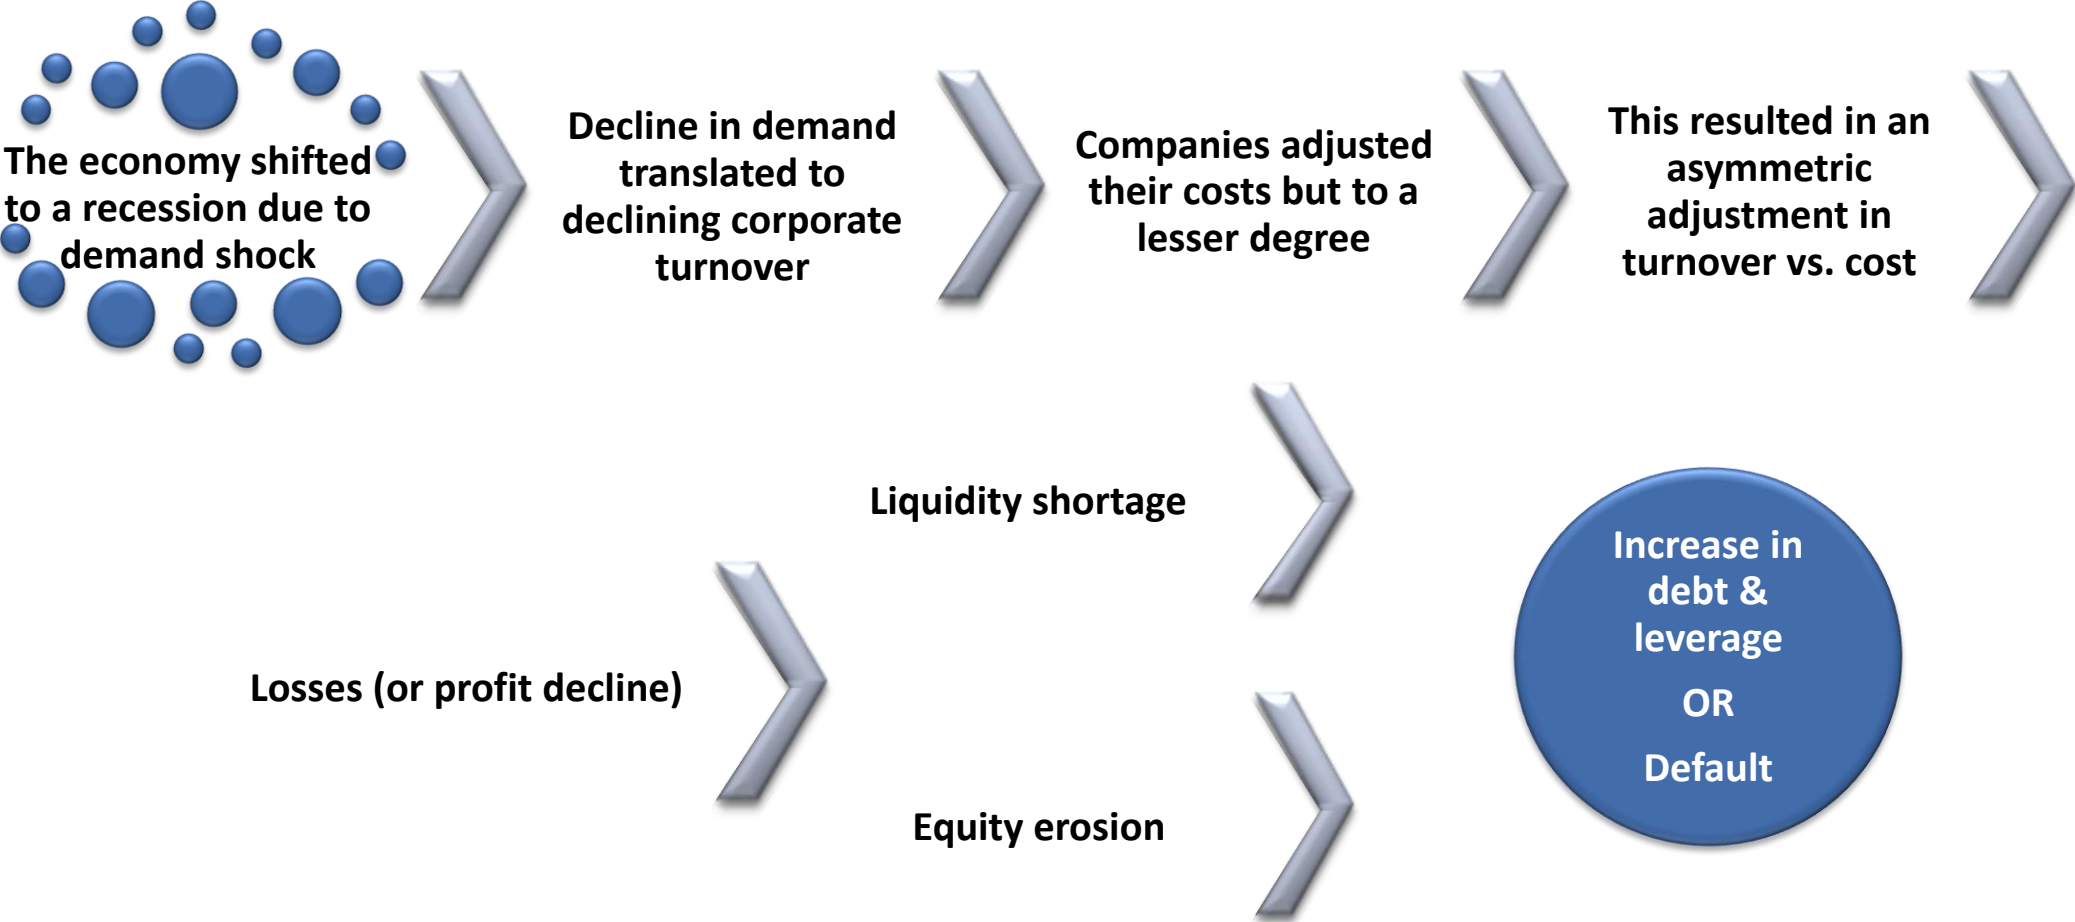 The economy shifted
to a recession due to
demand shock
Decline in demand
translated to
declining corporate
turnover
Companies adjusted
their costs but to a
lesser degree
This resulted in an
asymmetric
adjustment in
turnover vs. cost
Losses (or profit decline)
Liquidity shortage
Equity erosion
Increase in
debt &
leverage
OR
Default